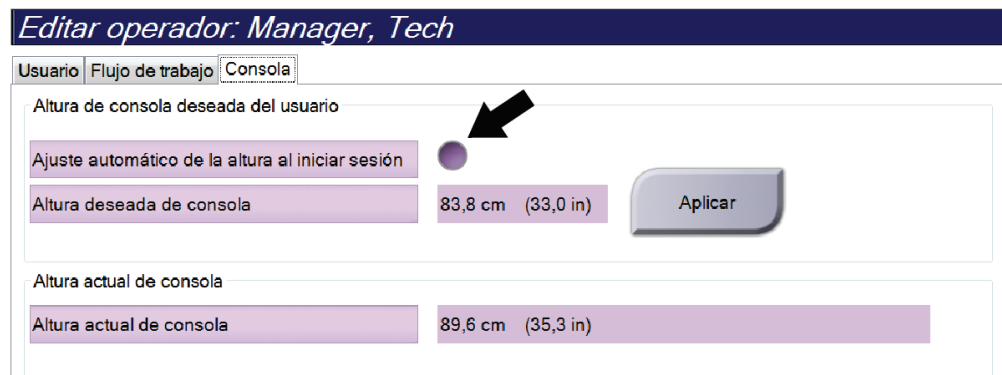 Editar operador: Manager, Tech
Usuario Flujo de trabajo Consola
Altura de consola deseada del usuario
Ajuste automático de la altura al iniciar sesión
Altura deseada de consola 83,8 cm (33,0 in) Aplicar
Altura actual de consola
Altura actual de consola 89,6 cm (35,3 in)